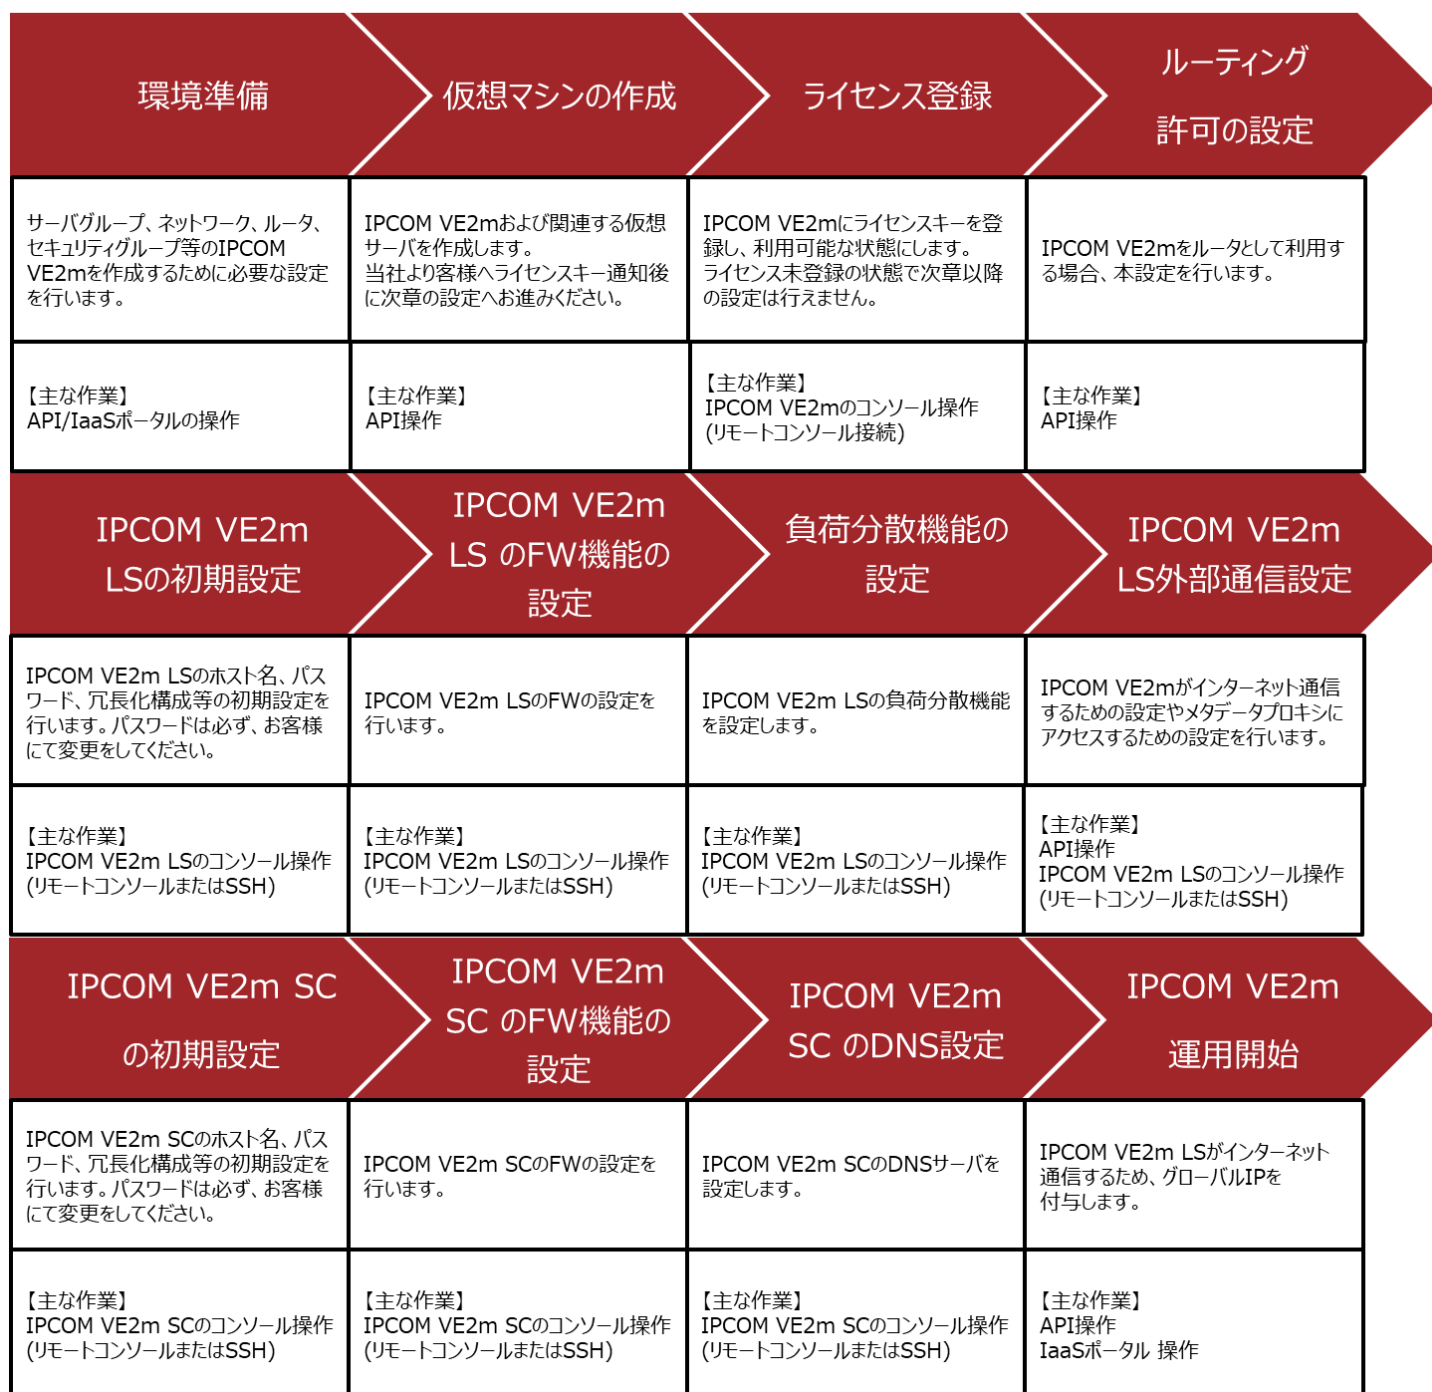 環境準備
仮想マシンの作成
ライセンス登録
ルーティング
許可の設定
サーバグループ、ネットワーク、ルータ、
セキュリティグループ等のIPCOM
VE2mを作成するために必要な設定
を行います。
IPCOM VE2mおよび関連する仮想
サーバを作成します。
当社より客様へライセンスキー通知後
に次章の設定へお進みください。
IPCOM VE2mにライセンスキーを登
録し、利用可能な状態にします。
ライセンス未登録の状態で次章以降
の設定は行えません。
IPCOM VE2mをルータとして利用す
る場合、本設定を行います。
【主な作業】
API/IaaSポータルの操作
【主な作業】
API操作
【主な作業】
IPCOM VE2mのコンソール操作
(リモートコンソール接続)
【主な作業】
API操作
IPCOM VE2m
LSの初期設定
IPCOM VE2m
LS のFW機能の
設定
負荷分散機能の
設定
IPCOM VE2m
LS外部通信設定
IPCOM VE2m LSのホスト名、パス
ワード、冗長化構成等の初期設定を
行います。パスワードは必ず、お客様
にて変更をしてください。
IPCOM VE2m LSのFWの設定を
行います。
IPCOM VE2m LSの負荷分散機能
を設定します。
IPCOM VE2mがインターネット通信
するための設定やメタデータプロキシに
アクセスするための設定を行います。
【主な作業】
IPCOM VE2m LSのコンソール操作
(リモートコンソールまたはSSH)
【主な作業】
IPCOM VE2m LSのコンソール操作
(リモートコンソールまたはSSH)
【主な作業】
IPCOM VE2m LSのコンソール操作
(リモートコンソールまたはSSH)
【主な作業】
API操作
IPCOM VE2m LSのコンソール操作
(リモートコンソールまたはSSH)
IPCOM VE2m SC
の初期設定
IPCOM VE2m
SC のFW機能の
設定
IPCOM VE2m
SC のDNS設定
IPCOM VE2m
運用開始
IPCOM VE2m SCのホスト名、パス
ワード、冗長化構成等の初期設定を
行います。パスワードは必ず、お客様
にて変更をしてください。
IPCOM VE2m SCのFWの設定を
行います。
IPCOM VE2m SCのDNSサーバを
設定します。
IPCOM VE2m LSがインターネット
通信するため、グローバルIPを
付与します。
【主な作業】
IPCOM VE2m SCのコンソール操作
(リモートコンソールまたはSSH)
【主な作業】
IPCOM VE2m SCのコンソール操作
(リモートコンソールまたはSSH)
【主な作業】
IPCOM VE2m SCのコンソール操作
(リモートコンソールまたはSSH)
【主な作業】
API操作
IaaSポータル 操作